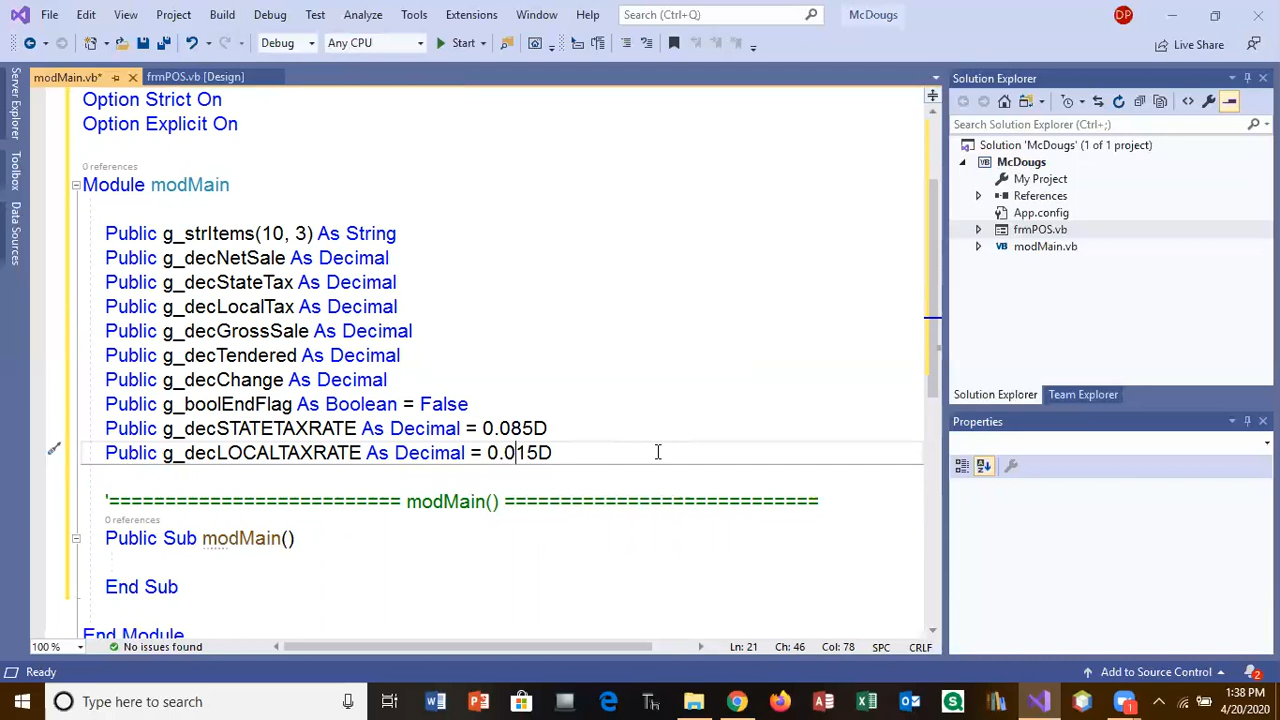 File Edit View Project Build Debug Test Analyze Tools Extensions Window Help Search (Ctrl+Q) McDougs DP
Debug Any CPU Start Live Share
modMain.vb* frmPOS.vb [Design] Solution Explorer
Server Explorer
Toolbox
Data Sources
Option Strict On
Option Explicit On
0 references
Module modMain
Public g_strItems(10, 3) As String
Public g_decNetSale As Decimal
Public g_decStateTax As Decimal
Public g_decLocalTax As Decimal
Public g_decGrossSale As Decimal
Public g_decTendered As Decimal
Public g_decChange As Decimal
Public g_boolEndFlag As Boolean = False
Public g_decSTATETAXRATE As Decimal = 0.085D
Public g_decLOCALTAXRATE As Decimal = 0.015D
'========================== modMain() ============================
0 references
Public Sub modMain()
End Sub
End Module
100 % No issues found Ln: 21 Ch: 46 Col: 78 SPC CRLF
Search Solution Explorer (Ctrl+;)
Solution 'McDougs' (1 of 1 project)
McDougs
My Project
References
App.config
frmPOS.vb
modMain.vb
Solution Explorer Team Explorer
Properties
Ready Add to Source Control 2
Type here to search 1:38 PM
4/20/2020